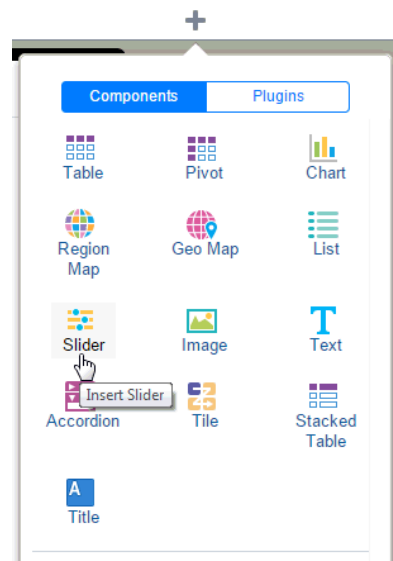 Components Plugins
Table Pivot Chart
Region Map Geo Map List
Slider Image Text
Insert Slider
Accordion Tile Stacked Table
A
Title